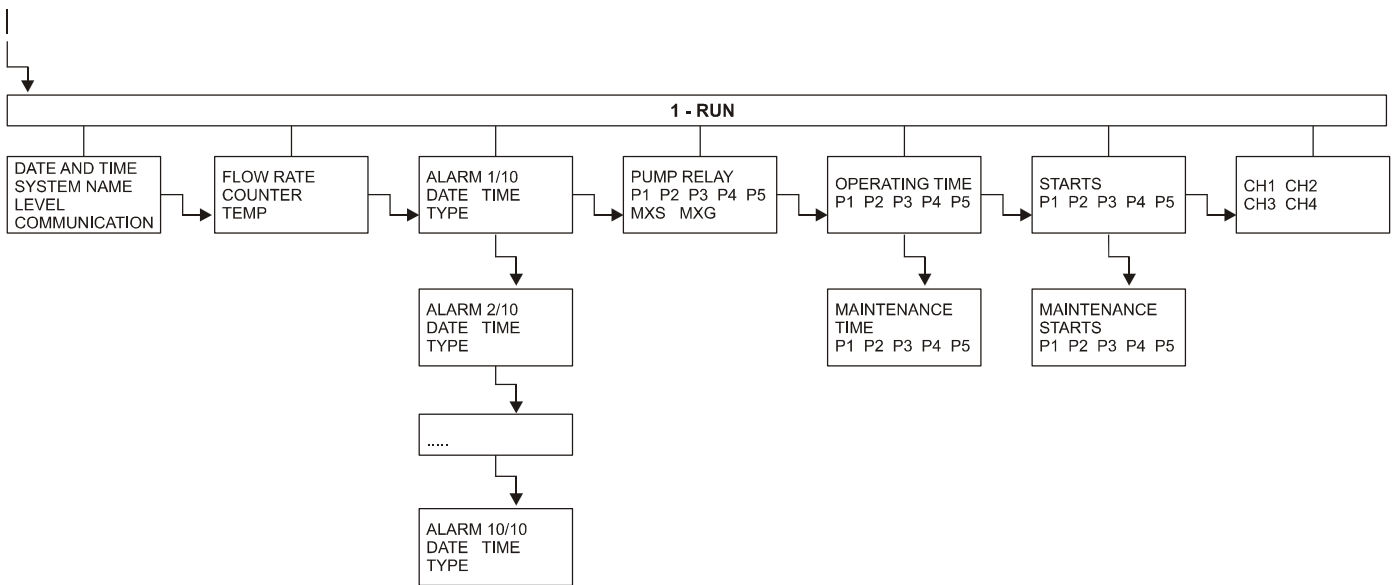 1 - RUN
DATE AND TIME
SYSTEM NAME
LEVEL
COMMUNICATION
FLOW RATE
COUNTER
TEMP
ALARM 1/10
DATE TIME
TYPE
PUMP RELAY
P1 P2 P3 P4 P5
MXS MXG
OPERATING TIME
P1 P2 P3 P4 P5
STARTS
P1 P2 P3 P4 P5
CH1 CH2
CH3 CH4
ALARM 2/10
DATE TIME
TYPE
MAINTENANCE
TIME
P1 P2 P3 P4 P5
MAINTENANCE
STARTS
P1 P2 P3 P4 P5
.....
ALARM 10/10
DATE TIME
TYPE